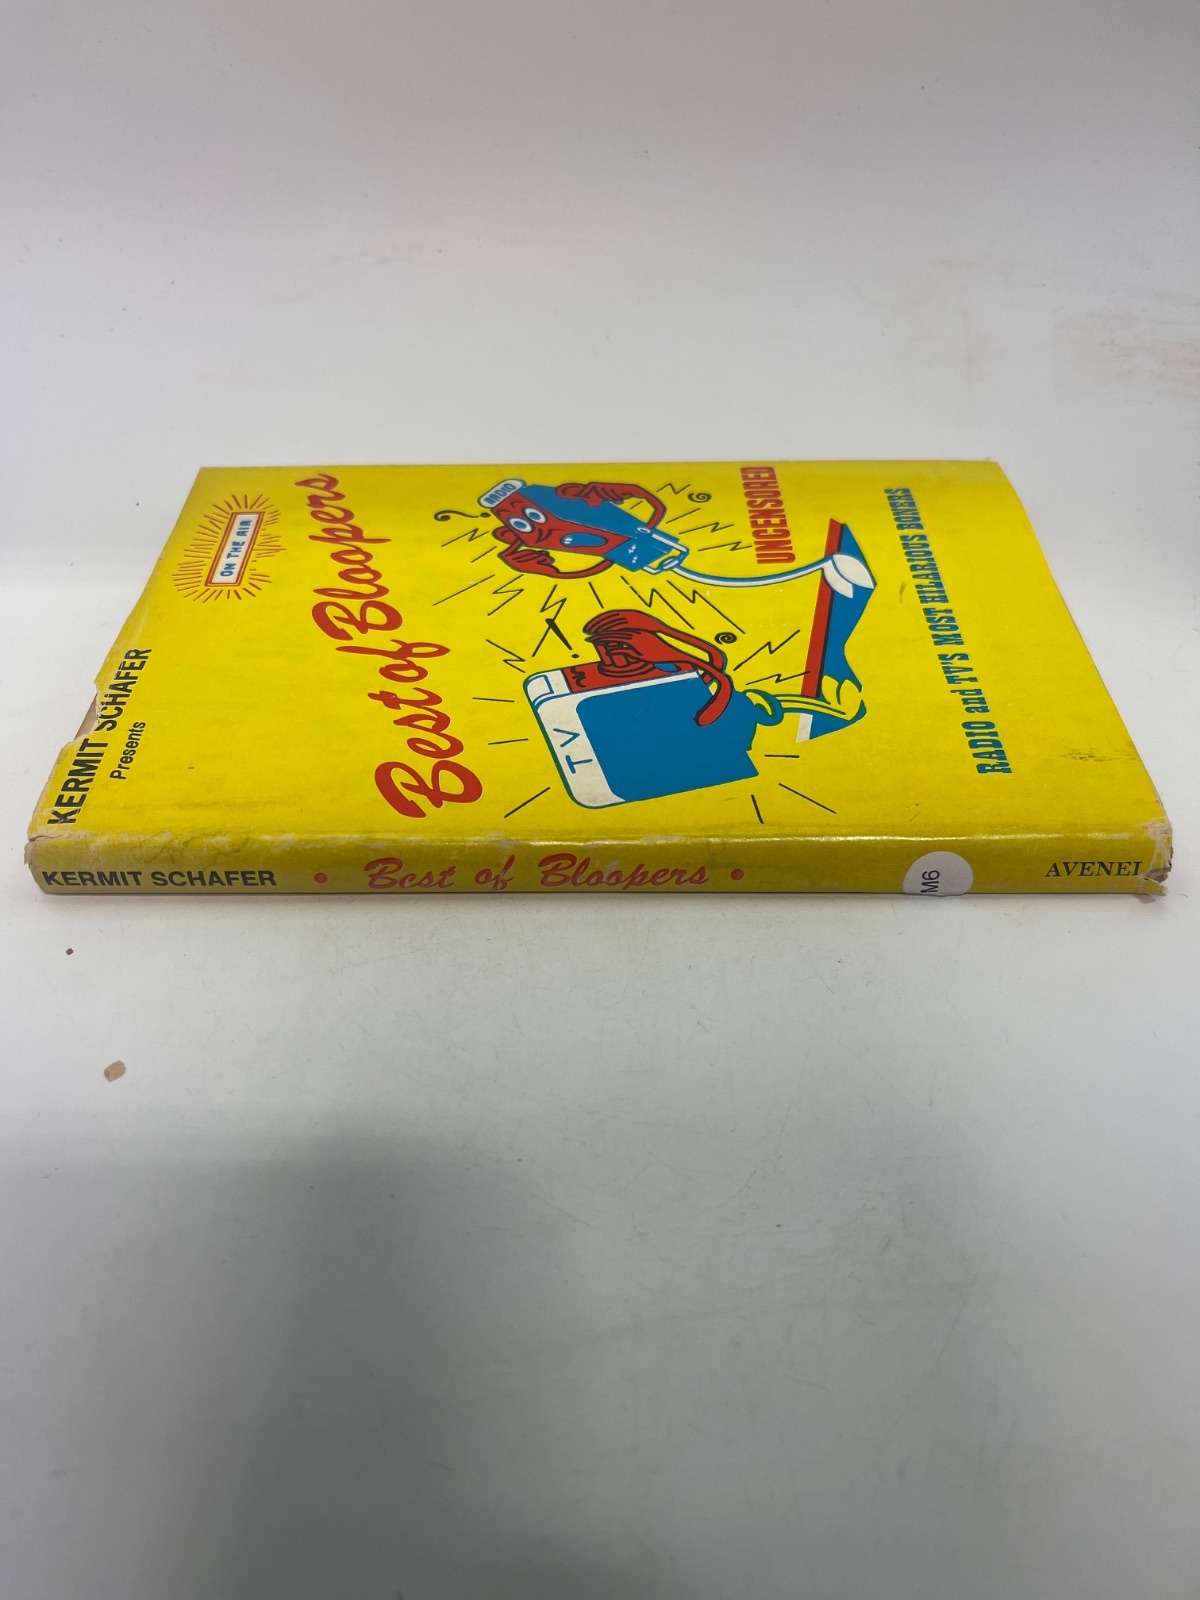 KERMIT SCHAFER
Presents
ON THE AIR
Best of Bloopers
RADIO
TV
UNCENSORED
RADIO and TV'S MOST HILARIOUS BONERS
KERMIT SCHAFER • Best of Bloopers • M6 AVENEL